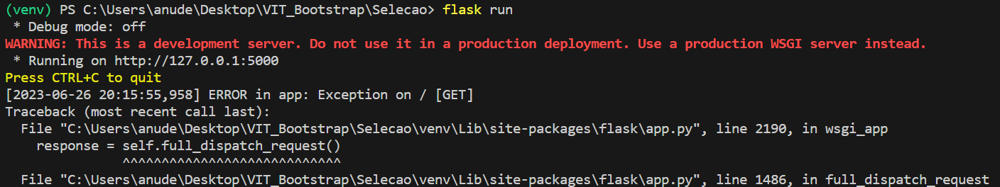 (venv) PS C:\Users\anude\Desktop\VIT_Bootstrap\Selecao> flask run
 * Debug mode: off
WARNING: This is a development server. Do not use it in a production deployment. Use a production WSGI server instead.
 * Running on http://127.0.0.1:5000
Press CTRL+C to quit
[2023-06-26 20:15:55,958] ERROR in app: Exception on / [GET]
Traceback (most recent call last):
  File "C:\Users\anude\Desktop\VIT_Bootstrap\Selecao\venv\Lib\site-packages\flask\app.py", line 2190, in wsgi_app
    response = self.full_dispatch_request()
               ^^^^^^^^^^^^^^^^^^^^^^^^^^^^
  File "C:\Users\anude\Desktop\VIT_Bootstrap\Selecao\venv\Lib\site-packages\flask\app.py", line 1486, in full_dispatch_request